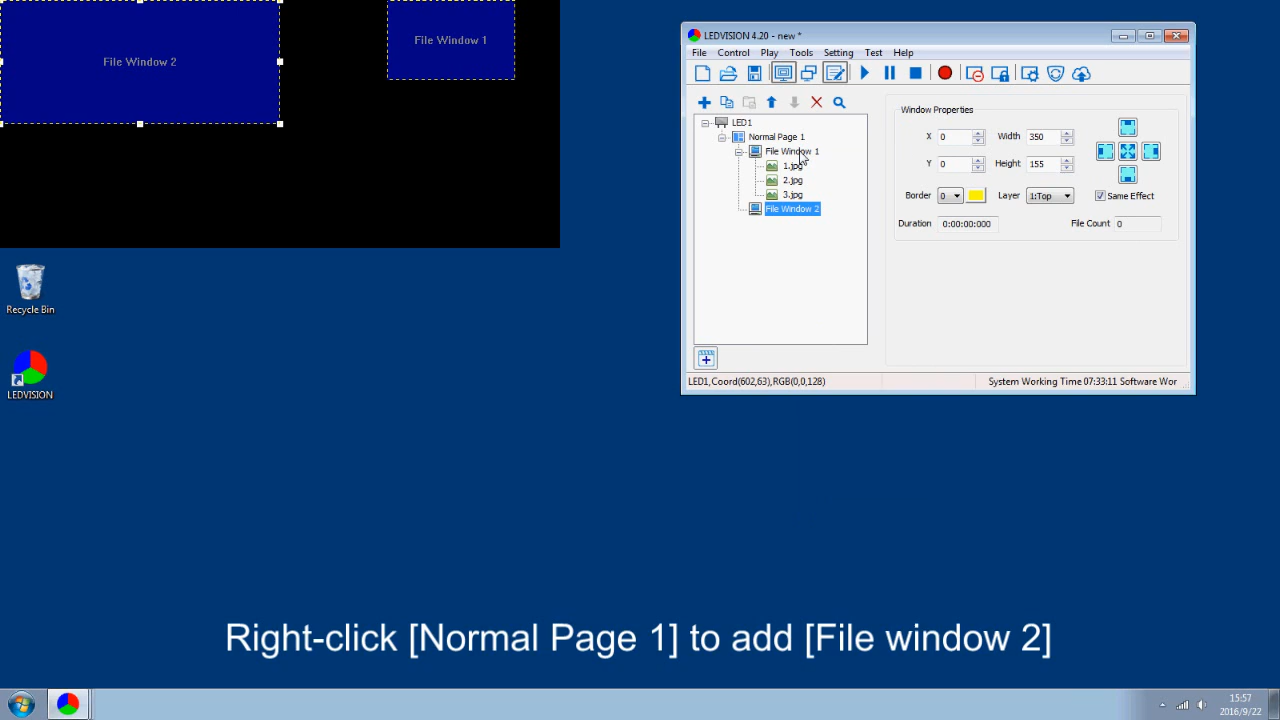 File Window 2
File Window 1
LEDVISION 4.20 - new *
File Control Play Tools Setting Test Help
LED1
Normal Page 1
File Window 1
1.jpg
2.jpg
3.jpg
File Window 2
Window Properties
X 0 Width 350
Y 0 Height 155
Border 0 Layer 1:Top Same Effect
Duration 0:00:00:000 File Count 0
LED1,Coord(602,63),RGB(0,0,128) System Working Time 07:33:11 Software Wor
Recycle Bin
LEDVISION
Right-click [Normal Page 1] to add [File window 2]
15:57
2016/9/22